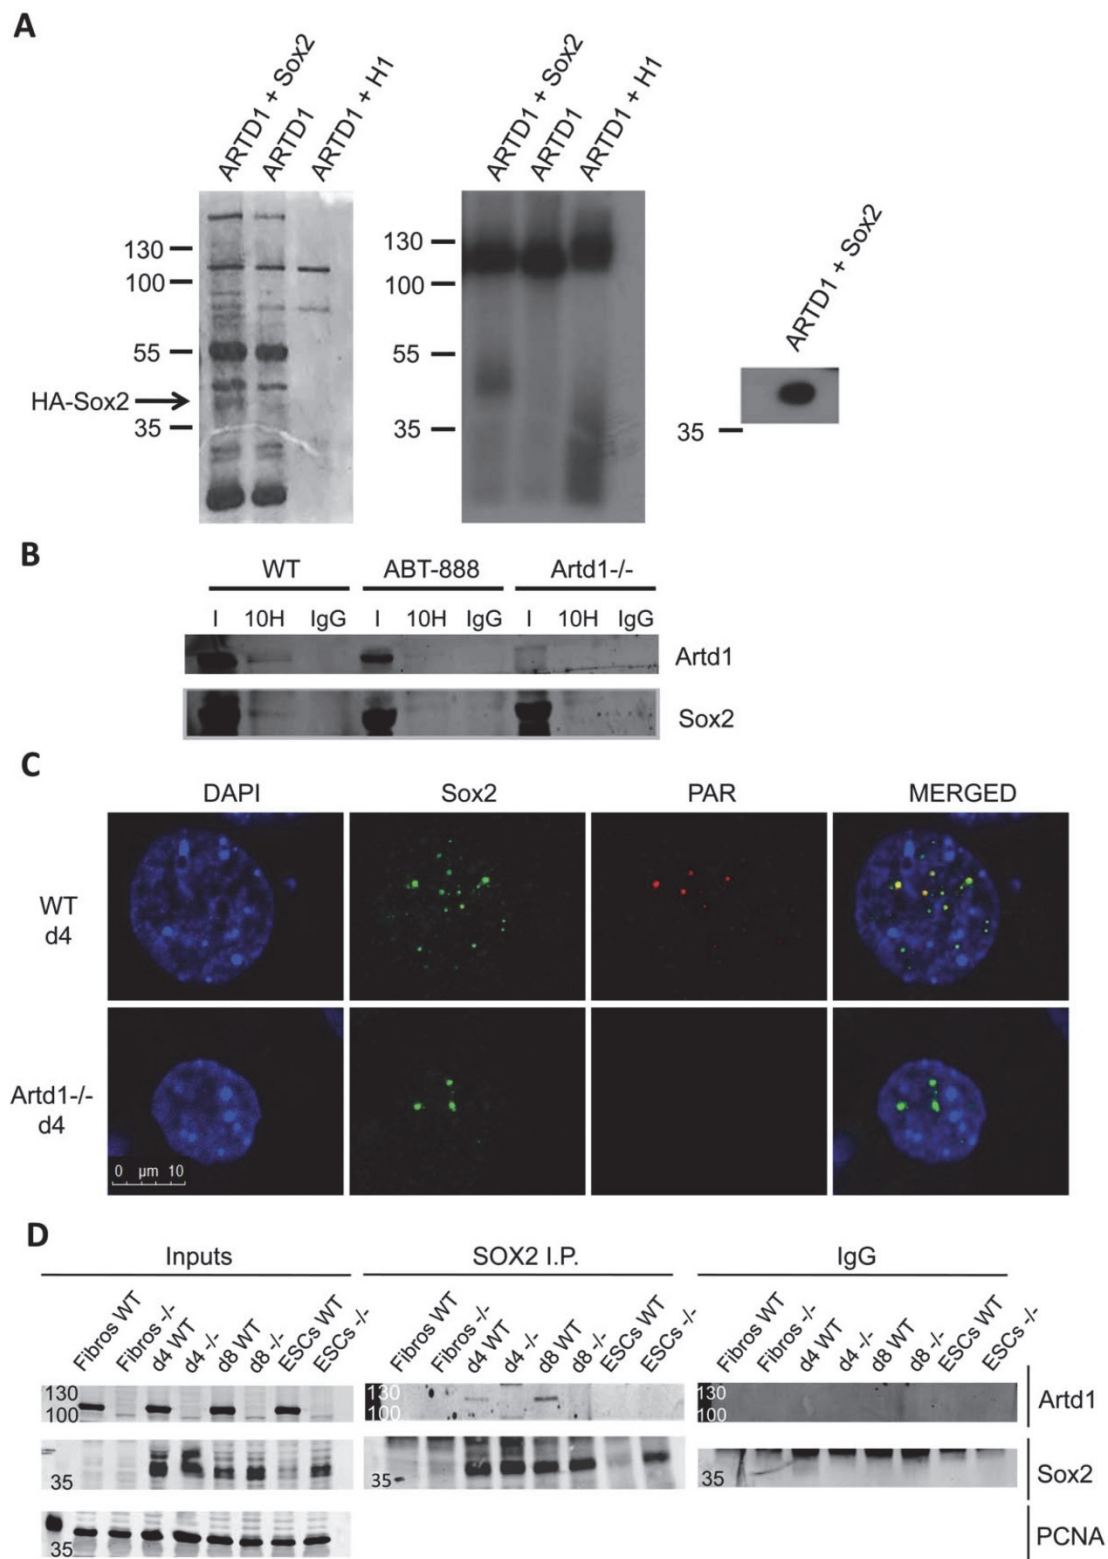 A
ARTD1 + Sox2
ARTD1
ARTD1 + H1
130
100
55
HA-Sox2
35
ARTD1 + Sox2
ARTD1
ARTD1 + H1
130
100
55
35
ARTD1 + Sox2
35
B
WT ABT-888 Artd1-/-
I 10H IgG I 10H IgG I 10H IgG
Artd1
Sox2
C
DAPI Sox2 PAR MERGED
WT
d4
Artd1-/-
d4
0 µm 10
D
Inputs SOX2 I.P. IgG
Fibros WT
Fibros -/-
d4 WT
d4 -/-
d8 WT
d8 -/-
ESCs WT
ESCs -/-
Fibros WT
Fibros -/-
d4 WT
d4 -/-
d8 WT
d8 -/-
ESCs WT
ESCs -/-
Fibros WT
Fibros -/-
d4 WT
d4 -/-
d8 WT
d8 -/-
ESCs WT
ESCs -/-
130 130 130
100 100 100
Artd1
35 35 35
Sox2
35
PCNA